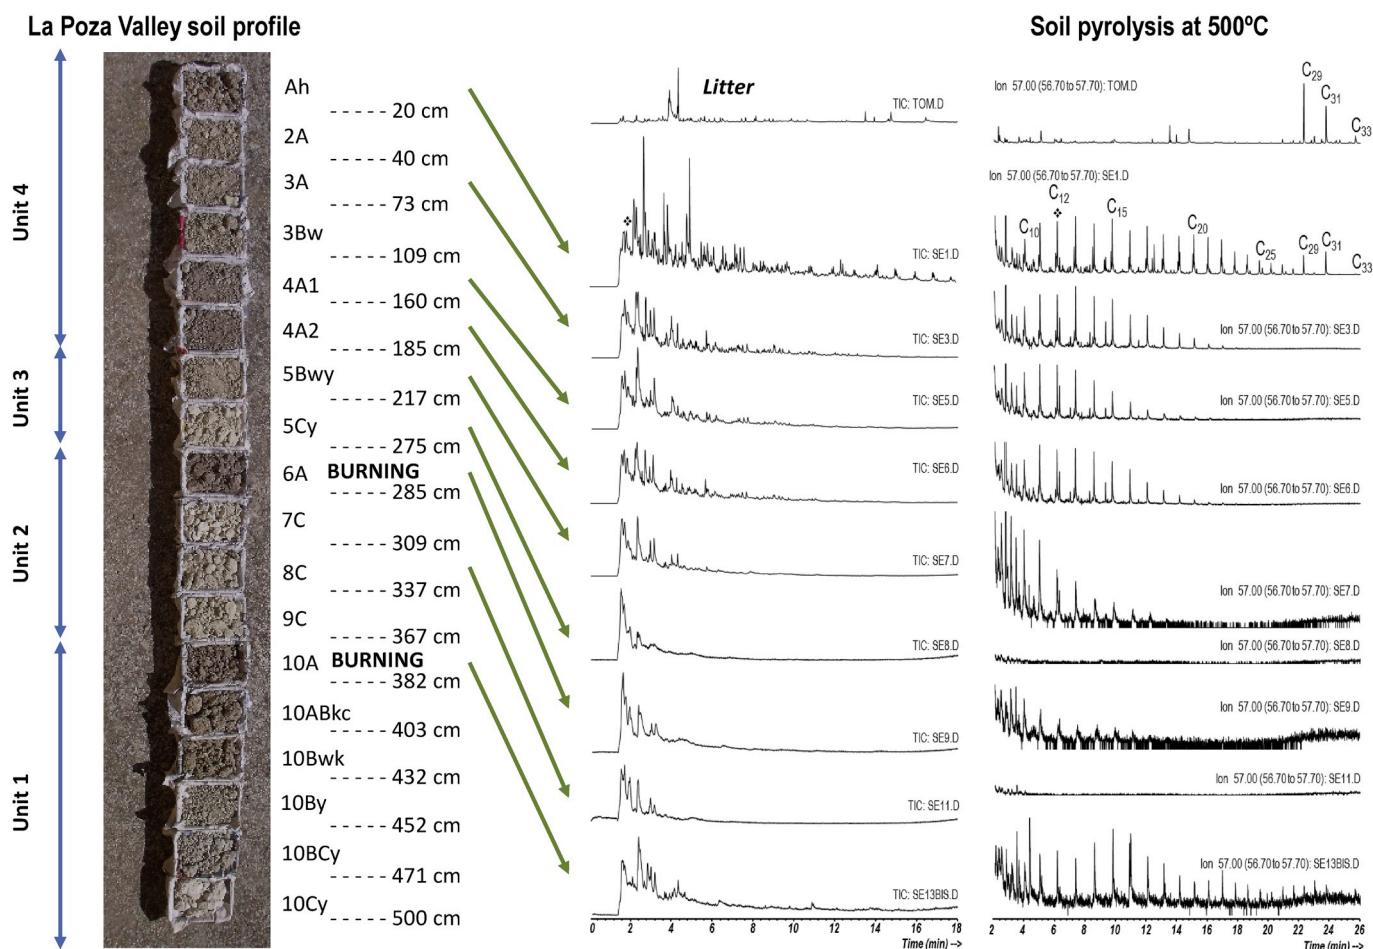 La Poza Valley soil profile
Soil pyrolysis at 500ºC
Unit 4
Unit 3
Unit 2
Unit 1
Ah
- - - - - 20 cm
2A
- - - - - 40 cm
3A
- - - - - 73 cm
3Bw
- - - - - 109 cm
4A1
- - - - - 160 cm
4A2
- - - - - 185 cm
5Bwy
- - - - - 217 cm
5Cy
- - - - - 275 cm
6A BURNING
- - - - - 285 cm
7C
- - - - - 309 cm
8C
- - - - - 337 cm
9C
- - - - - 367 cm
10A BURNING
- - - - - 382 cm
10ABkc
- - - - - 403 cm
10Bwk
- - - - - 432 cm
10By
- - - - - 452 cm
10BCy
- - - - - 471 cm
10Cy
- - - - - 500 cm
Litter
TIC: TOM.D
TIC: SE1.D
TIC: SE3.D
TIC: SE5.D
TIC: SE6.D
TIC: SE7.D
TIC: SE8.D
TIC: SE9.D
TIC: SE11.D
TIC: SE13BIS.D
0 2 4 6 8 10 12 14 16 18
Time (min) -->
Ion 57.00 (56.70 to 57.70): TOM.D
C29
C31
C33
Ion 57.00 (56.70 to 57.70): SE1.D
C10
C12
C15
C20
C25
C29
C31
C33
Ion 57.00 (56.70 to 57.70): SE3.D
Ion 57.00 (56.70 to 57.70): SE5.D
Ion 57.00 (56.70 to 57.70): SE6.D
Ion 57.00 (56.70 to 57.70): SE7.D
Ion 57.00 (56.70 to 57.70): SE8.D
Ion 57.00 (56.70 to 57.70): SE9.D
Ion 57.00 (56.70 to 57.70): SE11.D
Ion 57.00 (56.70 to 57.70): SE13BIS.D
2 4 6 8 10 12 14 16 18 20 22 24 26
Time (min) -->